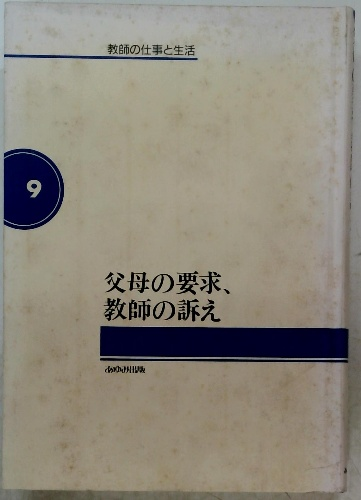 教師の仕事と生活
9
父母の要求、
教師の訴え
あゆみ出版